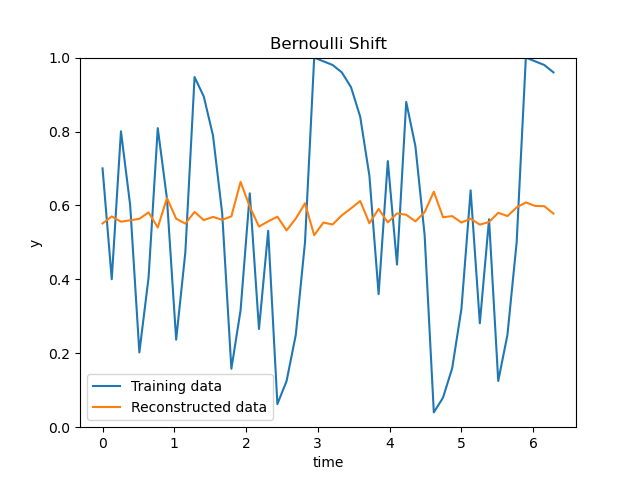 Bernoulli Shift
y
1.0
0.8
0.6
0.4
0.2
0.0
Training data
Reconstructed data
0 1 2 3 4 5 6
time